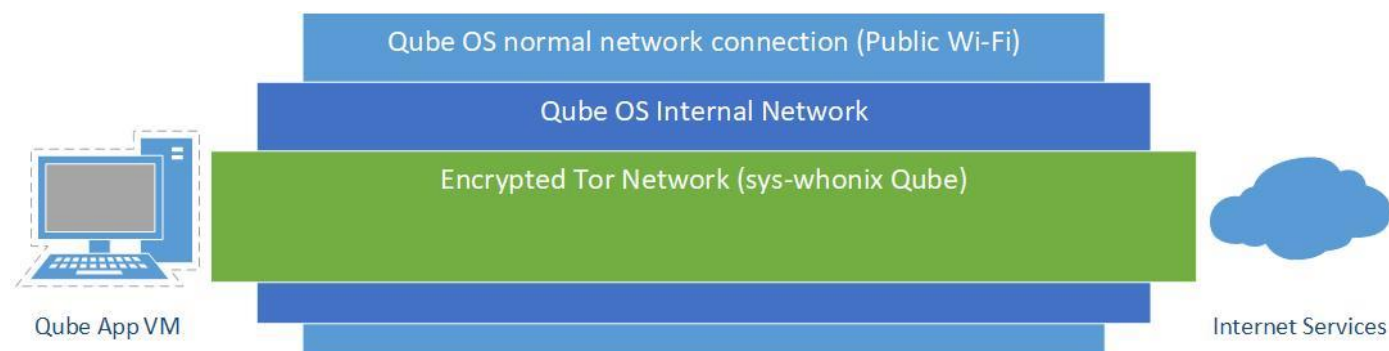 Qube OS normal network connection (Public Wi-Fi)
Qube OS Internal Network
Encrypted Tor Network (sys-whonix Qube)
Qube App VM
Internet Services